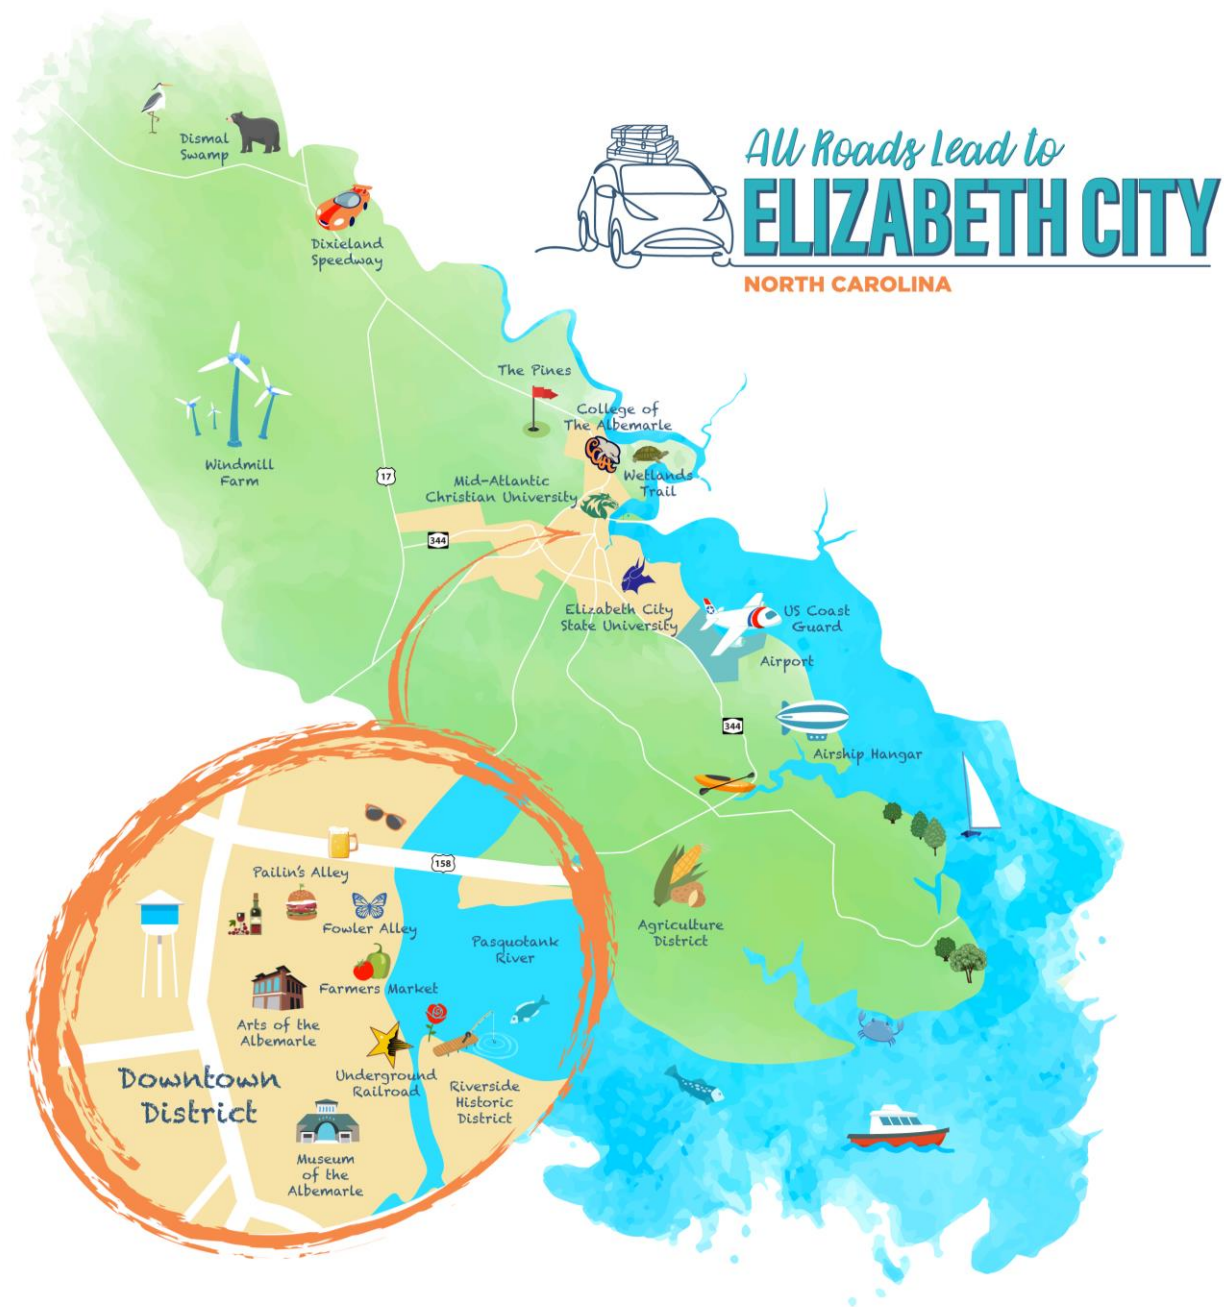 All Roads Lead to
ELIZABETH CITY
NORTH CAROLINA
Dismal
Swamp
Dixieland
Speedway
The Pines
College of
The Albemarle
COA
Wetlands
Trail
Windmill
Farm
17
Mid-Atlantic
Christian University
344
Elizabeth City
State University
US Coast
Guard
Airport
344
Airship Hangar
Agriculture
District
158
Pailin's Alley
Fowler Alley
Pasquotank
River
Farmers Market
Arts of the
Albemarle
Underground
Railroad
Riverside
Historic
District
Downtown
District
Museum
of the
Albemarle